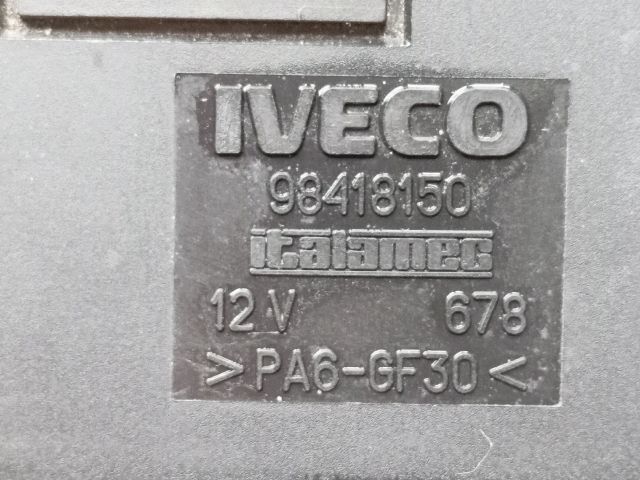 IVECO
98418150
italamec
12 V 678
>PA6-GF30<